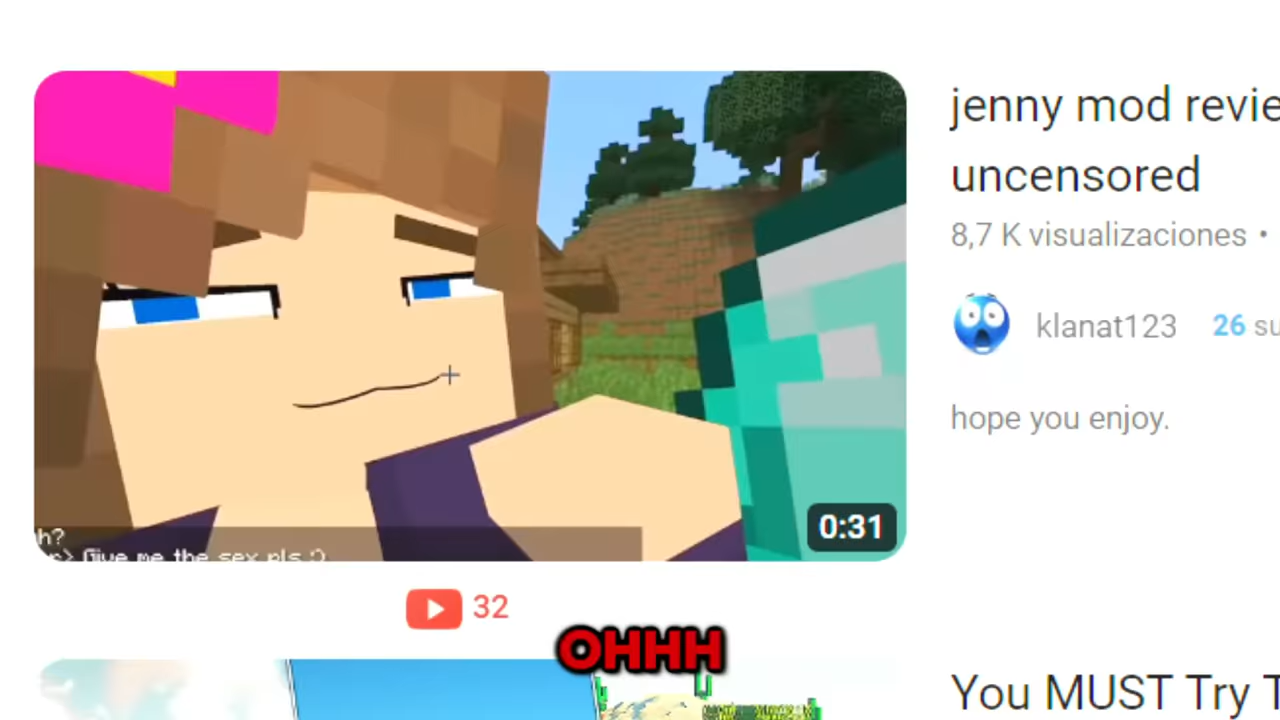 jenny mod revie
uncensored
8,7 K visualizaciones •
klanat123 26 su
hope you enjoy.
h?
r> Give me the sex pls :)
0:31
32
OHHH
You MUST Try T